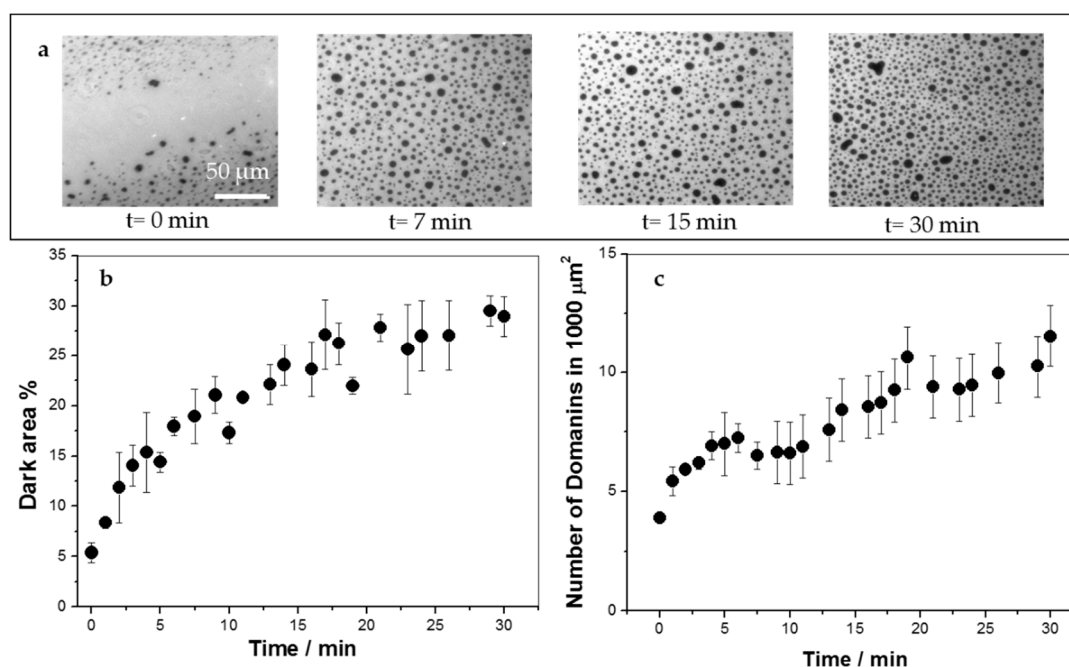 a
50 μm
t= 0 min
t= 7 min
t= 15 min
t= 30 min
b
35
30
25
20
15
10
5
0
Dark area %
0 5 10 15 20 25 30
Time / min
c
15
10
5
0
Number of Domanins in 1000 μm²
0 5 10 15 20 25 30
Time / min